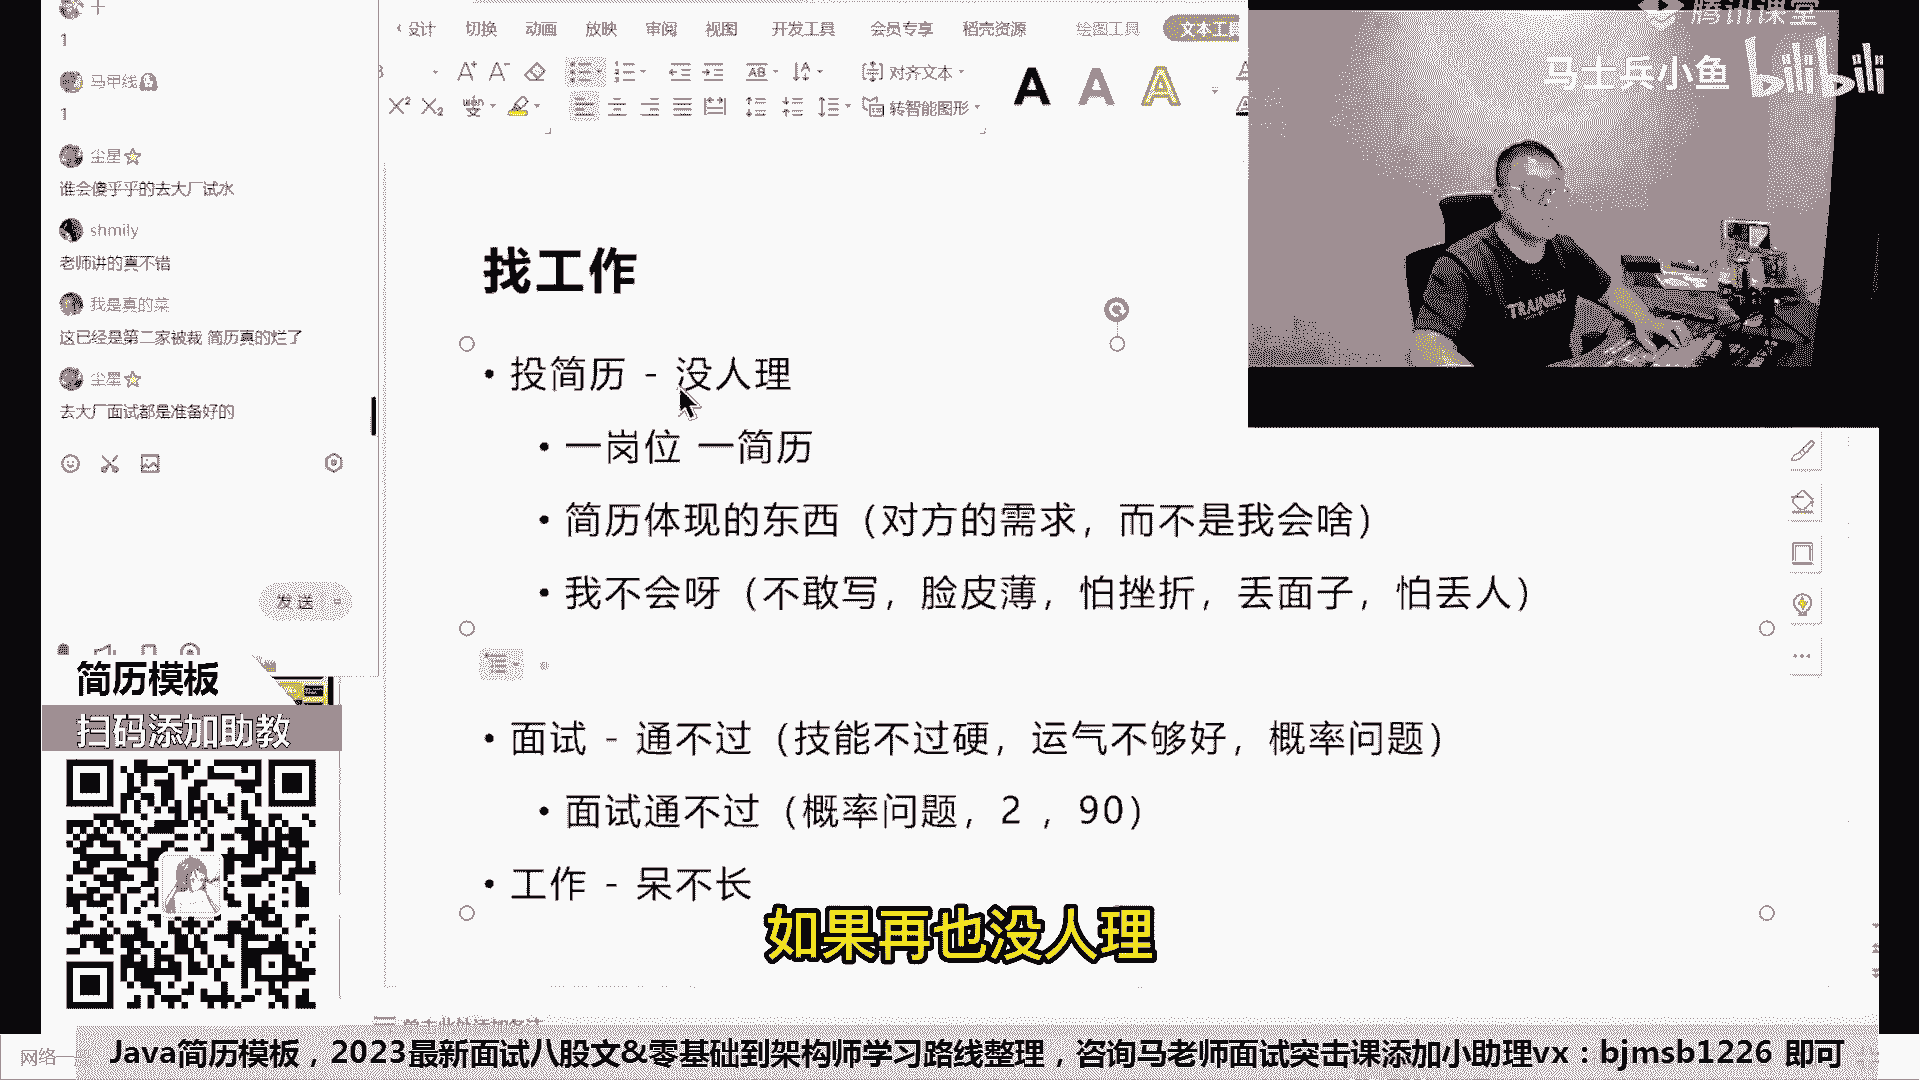 十
1
马甲线
1
尘星
谁会傻乎乎的去大厂试水
shmily
老师讲的真不错
我是真的菜
这已经是第二家被裁 简历真的烂了
尘星
去大厂面试都是准备好的
发送
设计 切换 动画 放映 审阅 视图 开发工具 会员专享 稻壳资源 绘图工具 文本工具
对齐文本
转智能图形
A A A
腾讯课堂
马士兵小鱼 bilibili
TRAINING
找工作
• 投简历 - 没人理
• 一岗位 一简历
• 简历体现的东西（对方的需求，而不是我会啥）
• 我不会呀（不敢写，脸皮薄，怕挫折，丢面子，怕丢人）
• 面试 - 通不过（技能不过硬，运气不够好，概率问题）
• 面试通不过（概率问题，2 ，90）
• 工作 - 呆不长
如果再也没人理
简历模板
扫码添加助教
单击此处添加备注
网络
Java简历模板，2023最新面试八股文&零基础到架构师学习路线整理，咨询马老师面试突击课添加小助理vx：bjmsb1226 即可